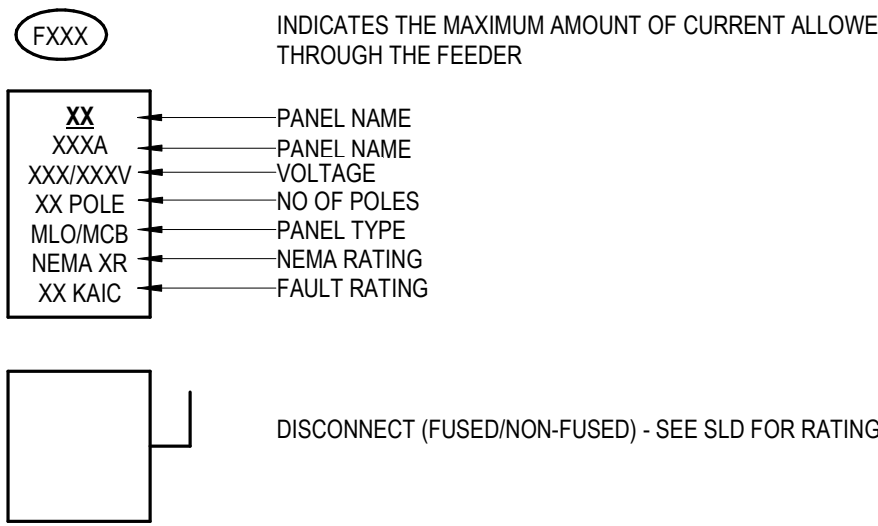 FXXX
INDICATES THE MAXIMUM AMOUNT OF CURRENT ALLOWE
THROUGH THE FEEDER
XX PANEL NAME
XXXA PANEL NAME
XXX/XXXV VOLTAGE
XX POLE NO OF POLES
MLO/MCB PANEL TYPE
NEMA XR NEMA RATING
XX KAIC FAULT RATING
DISCONNECT (FUSED/NON-FUSED) - SEE SLD FOR RATING